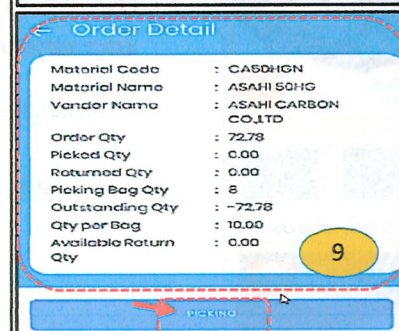 ← Order Detail
Material Code : CA50HGN
Material Name : ASAHI 50HG
Vendor Name : ASAHI CARBON
CO.,LTD
Order Qty : 72.78
Picked Qty : 0.00
Returned Qty : 0.00
Picking Bag Qty : 8
Outstanding Qty : -72.78
Qty per Bag : 10.00
Available Return : 0.00
Qty
9
PICKING